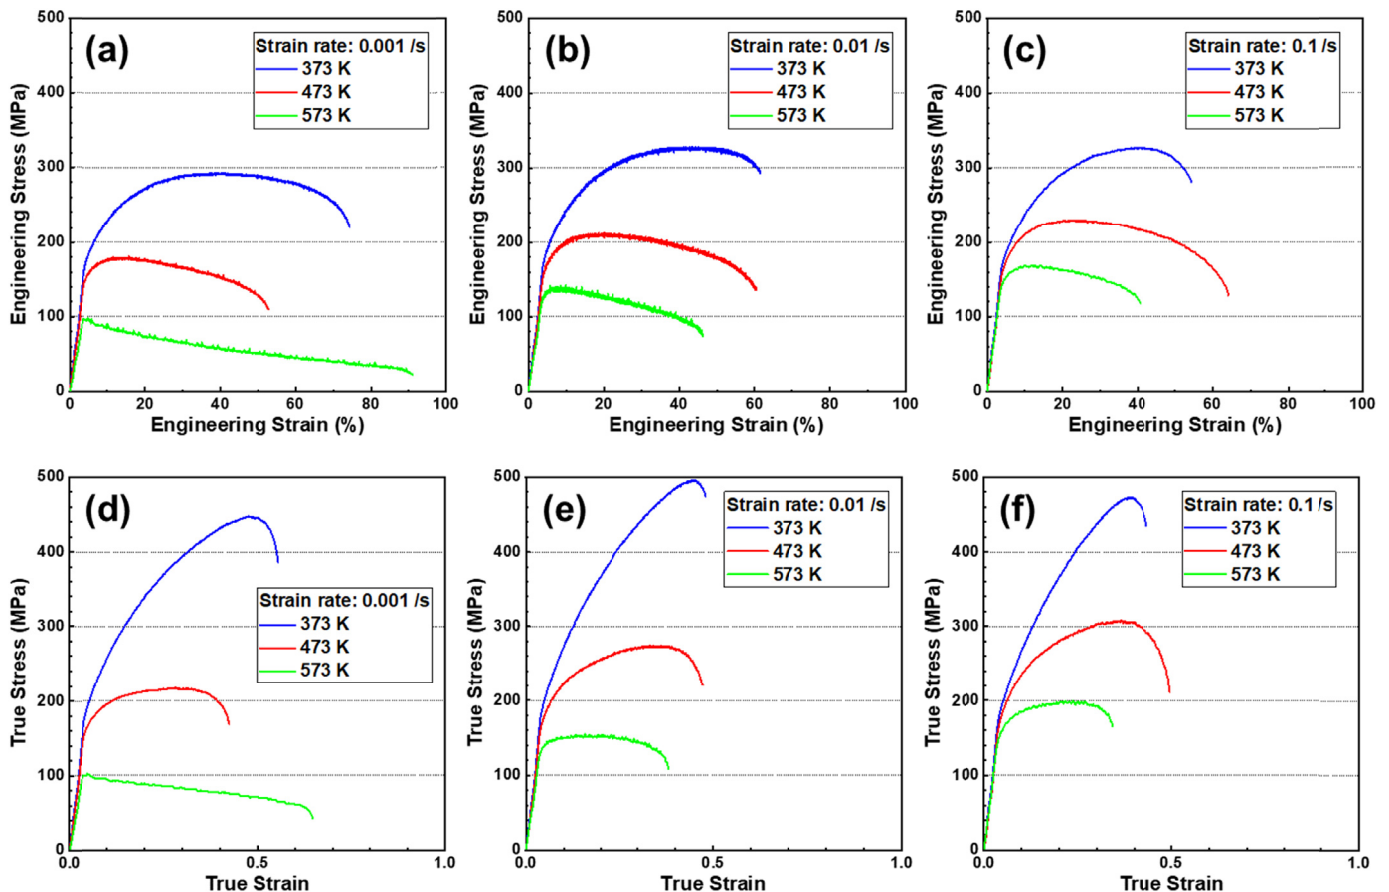 (a)
Strain rate: 0.001 /s
373 K
473 K
573 K
500
400
300
200
100
0
0 20 40 60 80 100
Engineering Stress (MPa)
Engineering Strain (%)
(b)
Strain rate: 0.01 /s
373 K
473 K
573 K
500
400
300
200
100
0
0 20 40 60 80 100
Engineering Stress (MPa)
Engineering Strain (%)
(c)
Strain rate: 0.1 /s
373 K
473 K
573 K
500
400
300
200
100
0
0 20 40 60 80 100
Engineering Stress (MPa)
Engineering Strain (%)
(d)
Strain rate: 0.001 /s
373 K
473 K
573 K
500
400
300
200
100
0
0.0 0.5 1.0
True Stress (MPa)
True Strain
(e)
Strain rate: 0.01 /s
373 K
473 K
573 K
500
400
300
200
100
0
0.0 0.5 1.0
True Stress (MPa)
True Strain
(f)
Strain rate: 0.1 /s
373 K
473 K
573 K
500
400
300
200
100
0
0.0 0.5 1.0
True Stress (MPa)
True Strain